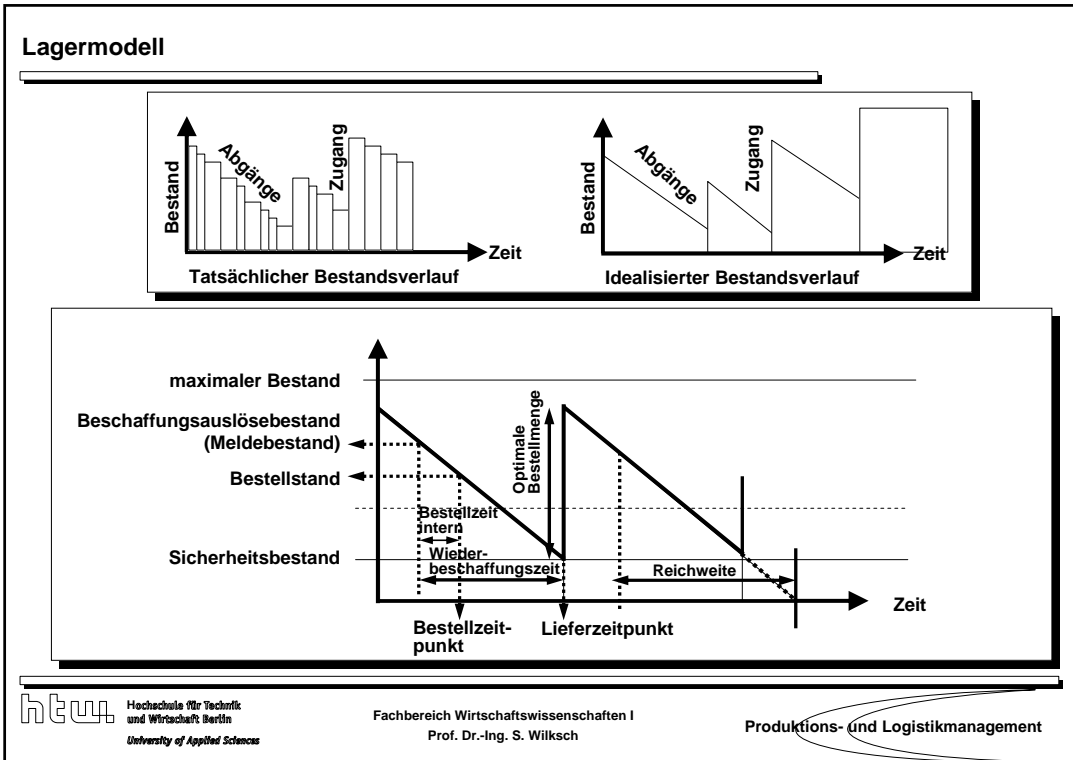 Lagermodell
Bestand
Abgänge
Zugang
Zeit
Tatsächlicher Bestandsverlauf
Bestand
Abgänge
Zugang
Zeit
Idealisierter Bestandsverlauf
maximaler Bestand
Beschaffungsauslösebestand
(Meldebestand)
Bestellstand
Sicherheitsbestand
Bestellzeit
intern
Wieder-
beschaffungszeit
Optimale
Bestellmenge
Reichweite
Zeit
Bestellzeit-
punkt
Lieferzeitpunkt
htw.
Hochschule für Technik
und Wirtschaft Berlin
University of Applied Sciences
Fachbereich Wirtschaftswissenschaften I
Prof. Dr.-Ing. S. Wilksch
Produktions- und Logistikmanagement